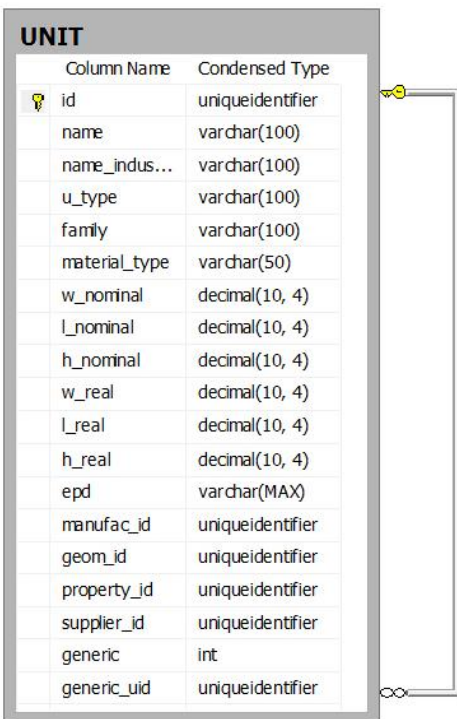 UNIT
Column Name Condensed Type
id uniqueidentifier
name varchar(100)
name_indus... varchar(100)
u_type varchar(100)
family varchar(100)
material_type varchar(50)
w_nominal decimal(10, 4)
l_nominal decimal(10, 4)
h_nominal decimal(10, 4)
w_real decimal(10, 4)
l_real decimal(10, 4)
h_real decimal(10, 4)
epd varchar(MAX)
manufac_id uniqueidentifier
geom_id uniqueidentifier
property_id uniqueidentifier
supplier_id uniqueidentifier
generic int
generic_uid uniqueidentifier